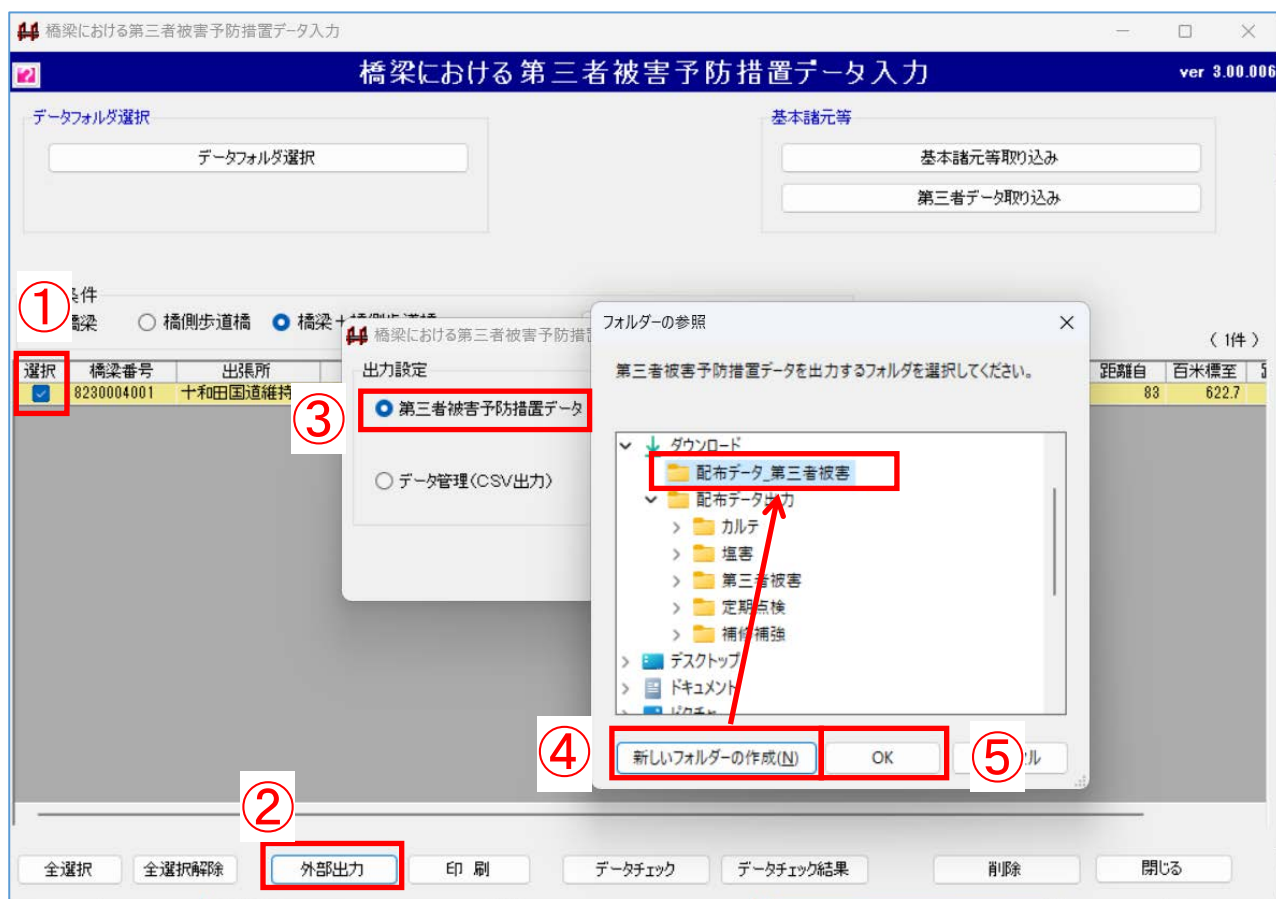 橋梁における第三者被害予防措置データ入力
橋梁における第三者被害予防措置データ入力
ver 3.00.006
データフォルダ選択
データフォルダ選択
基本諸元等
基本諸元等取り込み
第三者データ取り込み
①
条件
橋梁
橋側歩道橋
橋梁+橋側歩道橋
( 1件 )
選択 橋梁番号 出張所 距離自 百米標至
8230004001 十和田国道維持 83 622.7
橋梁における第三者被害予防措
出力設定
③
第三者被害予防措置データ
データ管理(CSV出力)
フォルダーの参照
第三者被害予防措置データを出力するフォルダを選択してください。
ダウンロード
配布データ_第三者被害
配布データ出力
カルテ
塩害
第三者被害
定期点検
補修補強
デスクトップ
ドキュメント
ピクチャ
④
新しいフォルダーの作成(N)
OK
⑤
ル
②
全選択
全選択解除
外部出力
印 刷
データチェック
データチェック結果
削除
閉じる